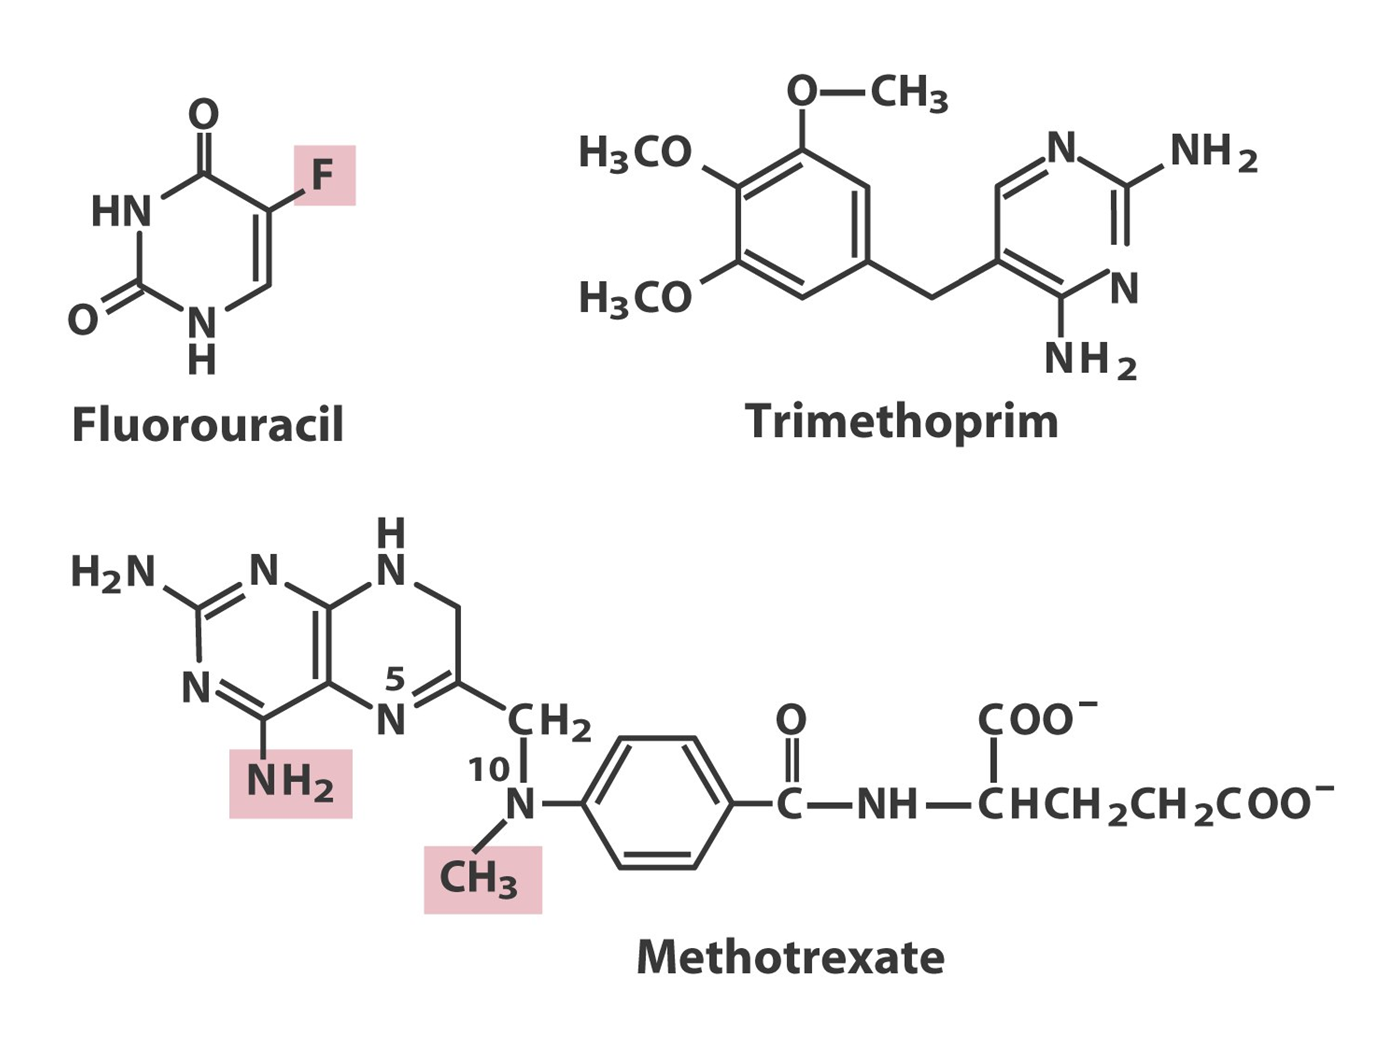 O
F
HN
O
N
H
Fluorouracil
O—CH3
H3CO
H3CO
N
NH2
N
NH2
Trimethoprim
H
H2N
N
N
N
5
N
NH2
CH2
10
N
CH3
O
C—NH—CHCH2CH2COO−
COO−
Methotrexate